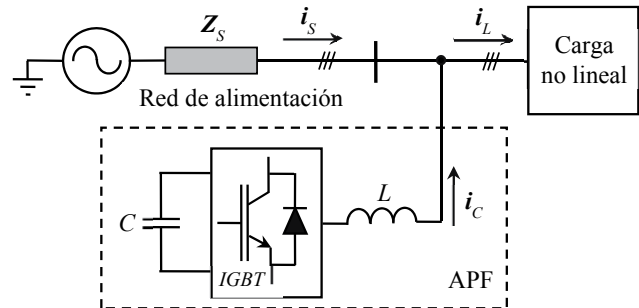 Z_S
i_S
i_L
Carga
no lineal
Red de alimentación
C
IGBT
L
i_C
APF